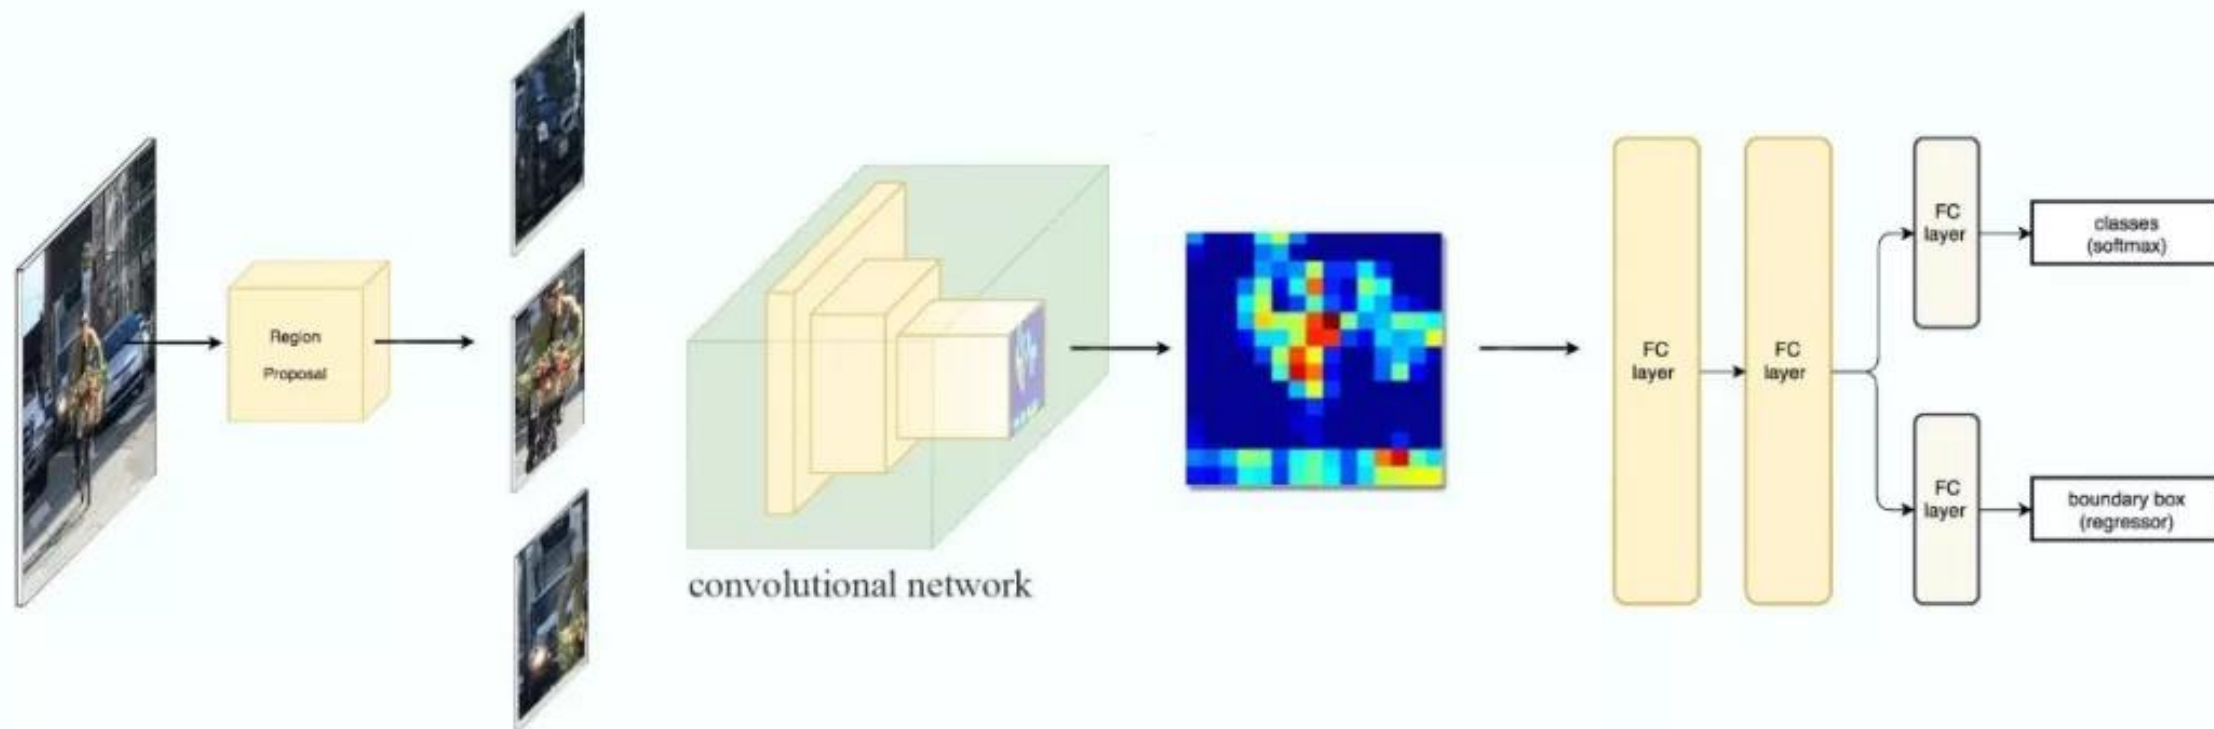 Region
Proposal
convolutional network
FC
layer
FC
layer
FC
layer
classes
(softmax)
FC
layer
boundary box
(regressor)